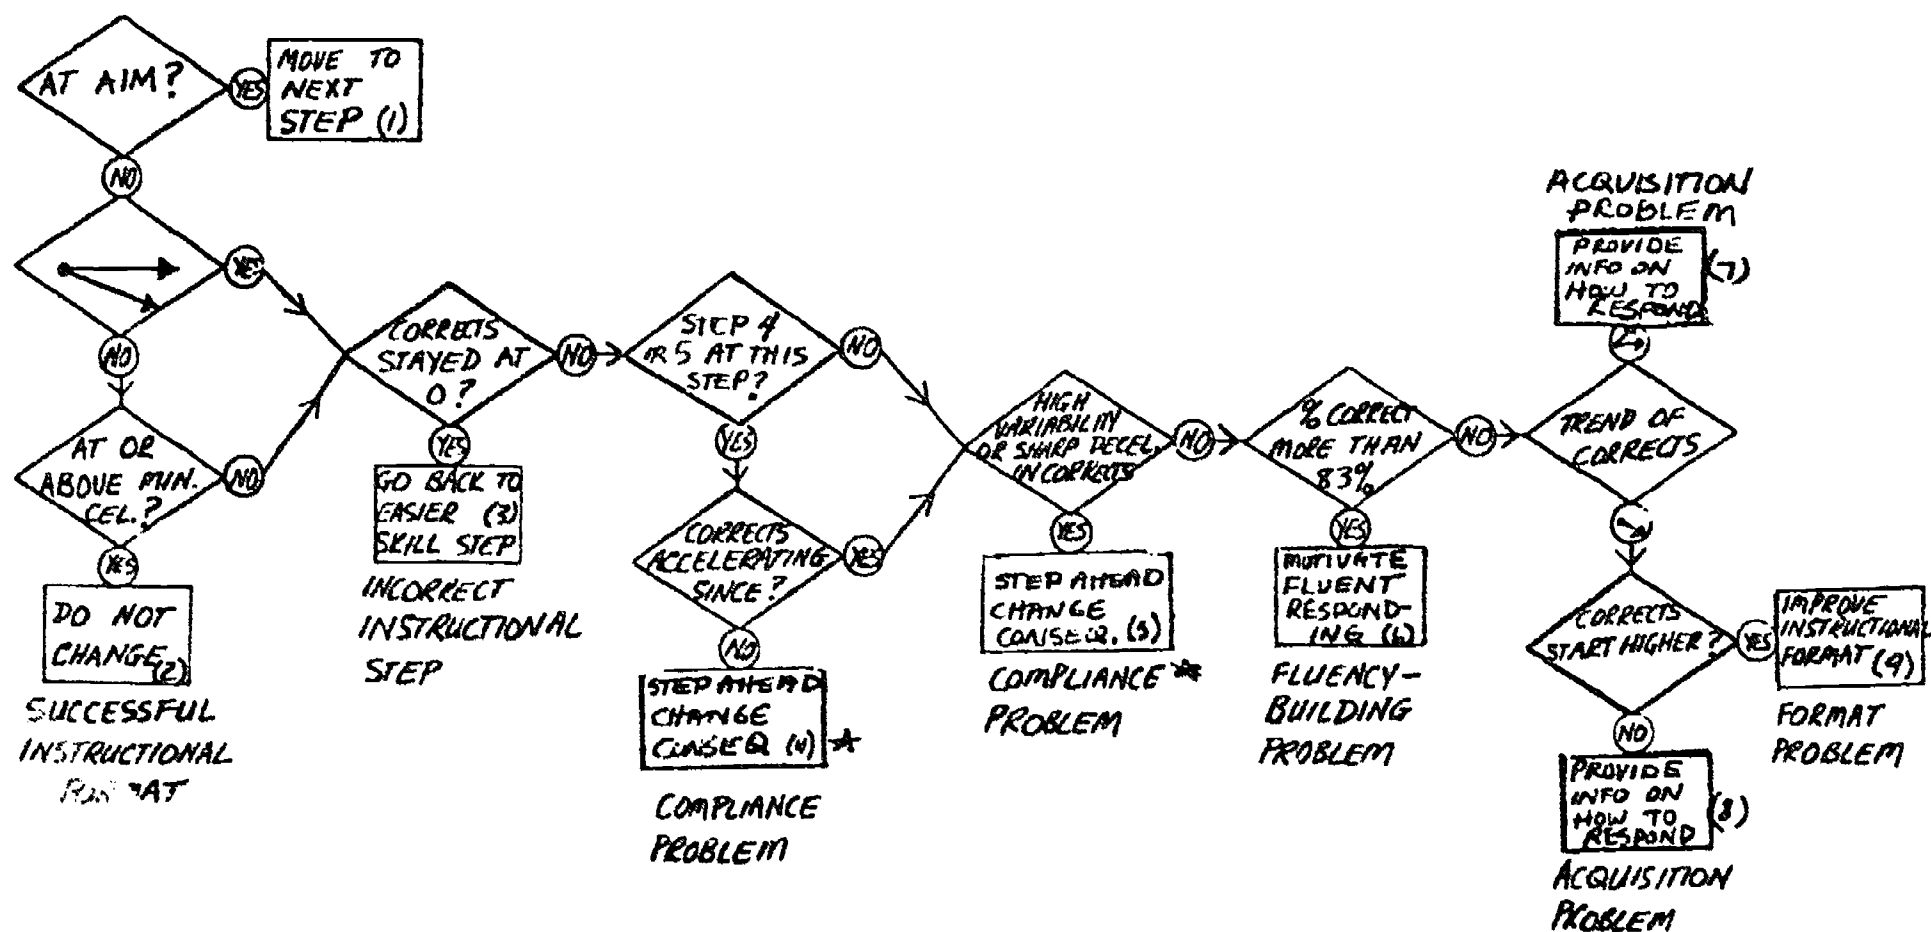 AT AIM?
YES
MOVE TO
NEXT
STEP (1)
NO
YES
NO
AT OR
ABOVE MIN.
CEL.?
NO
YES
DO NOT
CHANGE
(2)
SUCCESSFUL
INSTRUCTIONAL
CORRECTS
STAYED AT
0?
NO
YES
GO BACK TO
EASIER (3)
SKILL STEP
INCORRECT
INSTRUCTIONAL
STEP
STEP 4
OR 5 AT THIS
STEP?
NO
YES
CORRECTS
ACCELERATING
SINCE?
YES
NO
STEP AHEAD
CHANGE
CONSEQ (4) ☆
COMPLIANCE
PROBLEM
HIGH
VARIABILITY
OR SHARP DECEL.
IN CORRECTS
NO
YES
STEP AHEAD
CHANGE
CONSEQ. (5)
COMPLIANCE ☆
PROBLEM
% CORRECT
MORE THAN
83%
NO
YES
MOTIVATE
FLUENT
RESPOND-
ING (6)
FLUENCY-
BUILDING
PROBLEM
ACQUISITION
PROBLEM
PROVIDE
INFO ON
HOW TO
RESPOND
(7)
TREND OF
CORRECTS
CORRECTS
START HIGHER?
YES
IMPROVE
INSTRUCTIONAL
FORMAT (9)
FORMAT
PROBLEM
NO
PROVIDE
INFO ON
HOW TO
RESPOND
(8)
ACQUISITION
PROBLEM